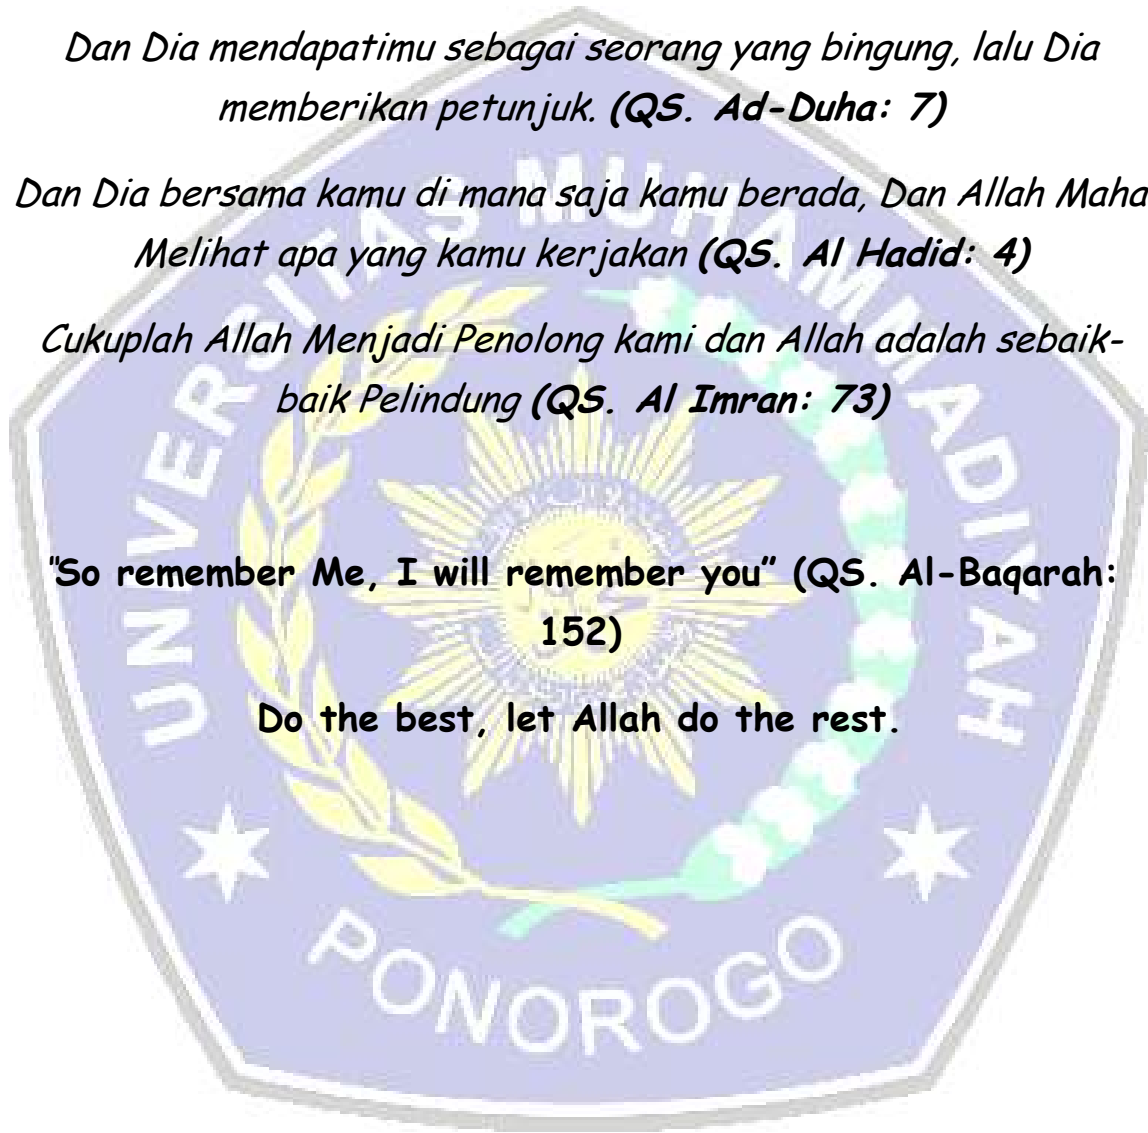 Dan Dia mendapatimu sebagai seorang yang bingung, lalu Dia
memberikan petunjuk. (QS. Ad-Duha: 7)
Dan Dia bersama kamu di mana saja kamu berada, Dan Allah Maha
Melihat apa yang kamu kerjakan (QS. Al Hadid: 4)
Cukuplah Allah Menjadi Penolong kami dan Allah adalah sebaik-
baik Pelindung (QS. Al Imran: 73)
"So remember Me, I will remember you" (QS. Al-Baqarah:
152)
Do the best, let Allah do the rest.
UNIVERSITAS MUHAMMADIYAH
PONOROGO